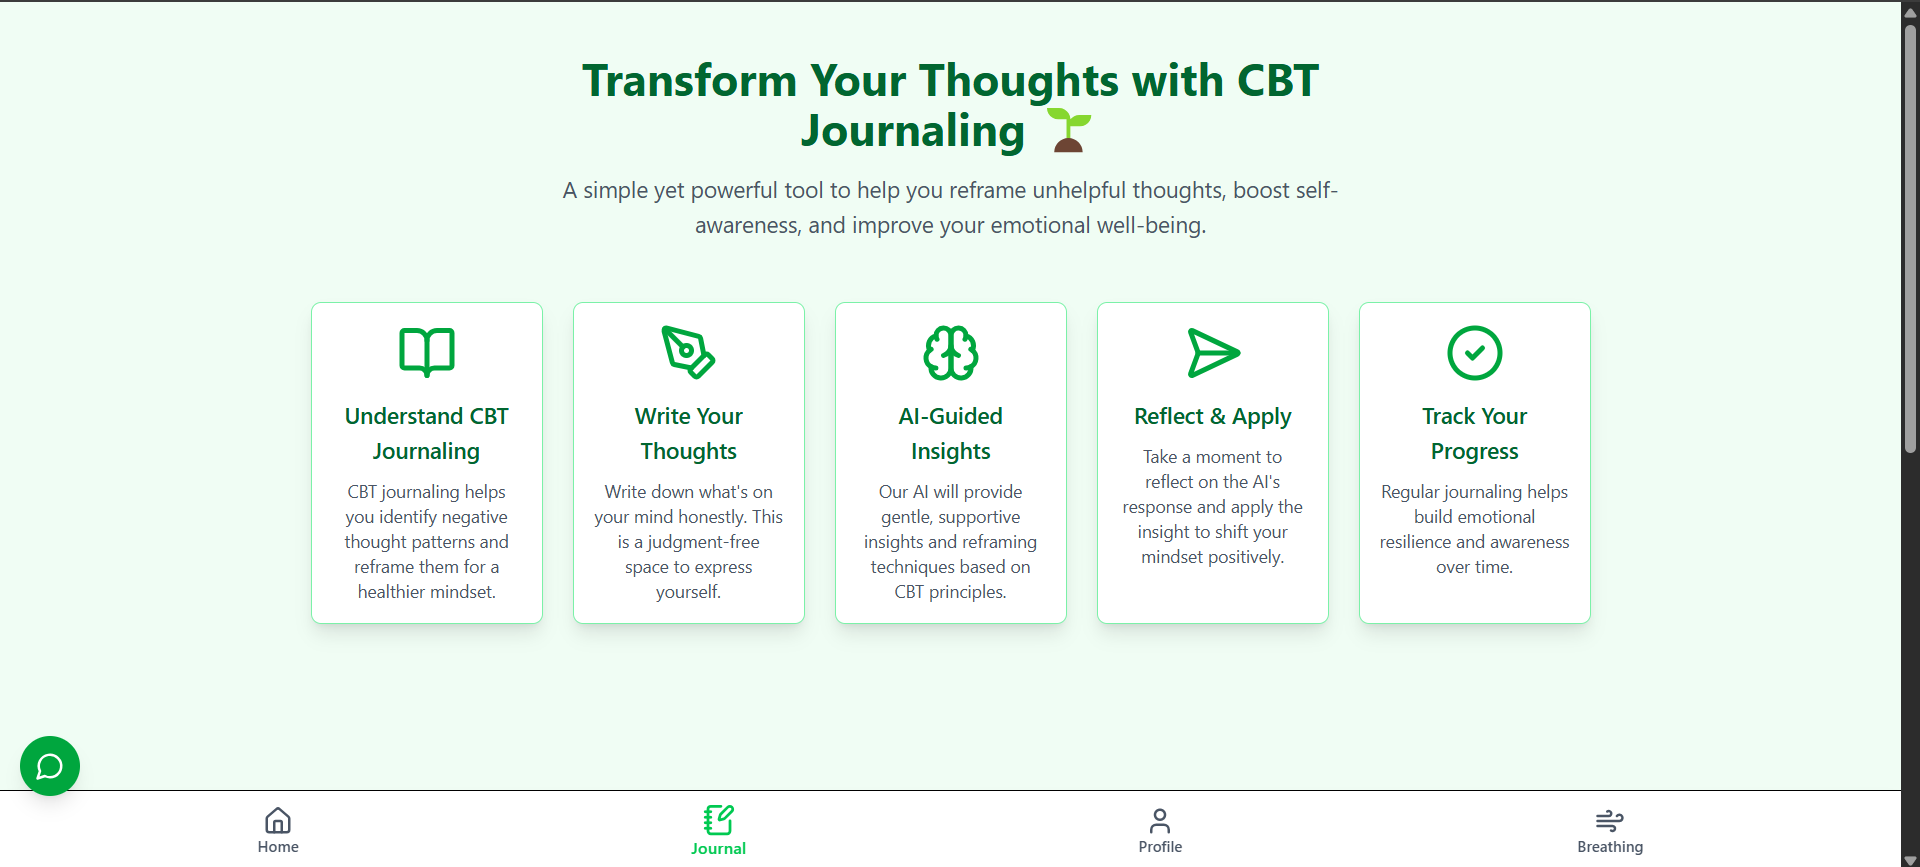 Transform Your Thoughts with CBT
Journaling 🌱
A simple yet powerful tool to help you reframe unhelpful thoughts, boost self-
awareness, and improve your emotional well-being.
Understand CBT
Journaling
CBT journaling helps
you identify negative
thought patterns and
reframe them for a
healthier mindset.
Write Your
Thoughts
Write down what's on
your mind honestly. This
is a judgment-free
space to express
yourself.
AI-Guided
Insights
Our AI will provide
gentle, supportive
insights and reframing
techniques based on
CBT principles.
Reflect & Apply
Take a moment to
reflect on the AI's
response and apply the
insight to shift your
mindset positively.
Track Your
Progress
Regular journaling helps
build emotional
resilience and awareness
over time.
Home
Journal
Profile
Breathing